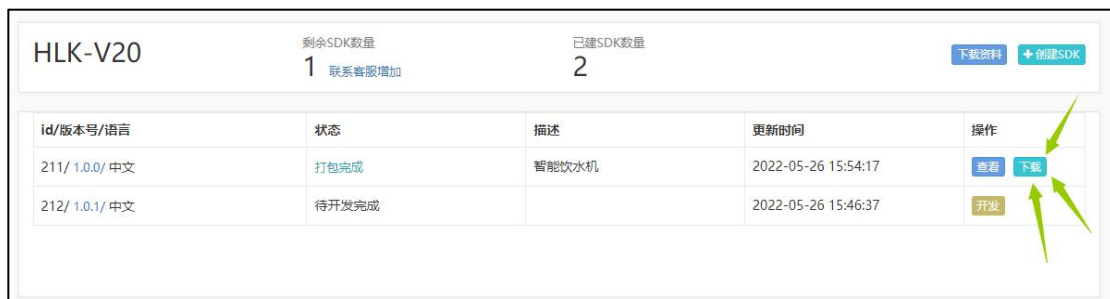 HLK-V20
剩余SDK数量
1 联系客服增加
已建SDK数量
2
下载资料 + 创建SDK
id/版本号/语言 状态 描述 更新时间 操作
211/ 1.0.0/ 中文 打包完成 智能饮水机 2022-05-26 15:54:17 查看 下载
212/ 1.0.1/ 中文 待开发完成 2022-05-26 15:46:37 开发